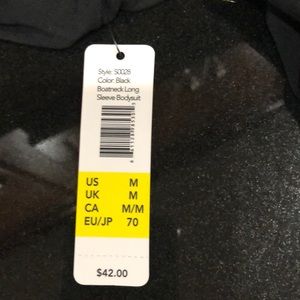 Style: S0028
Color: Black
Boatneck Long
Sleeve Bodysuit
US M
UK M
CA M/M
EU/JP 70
$42.00